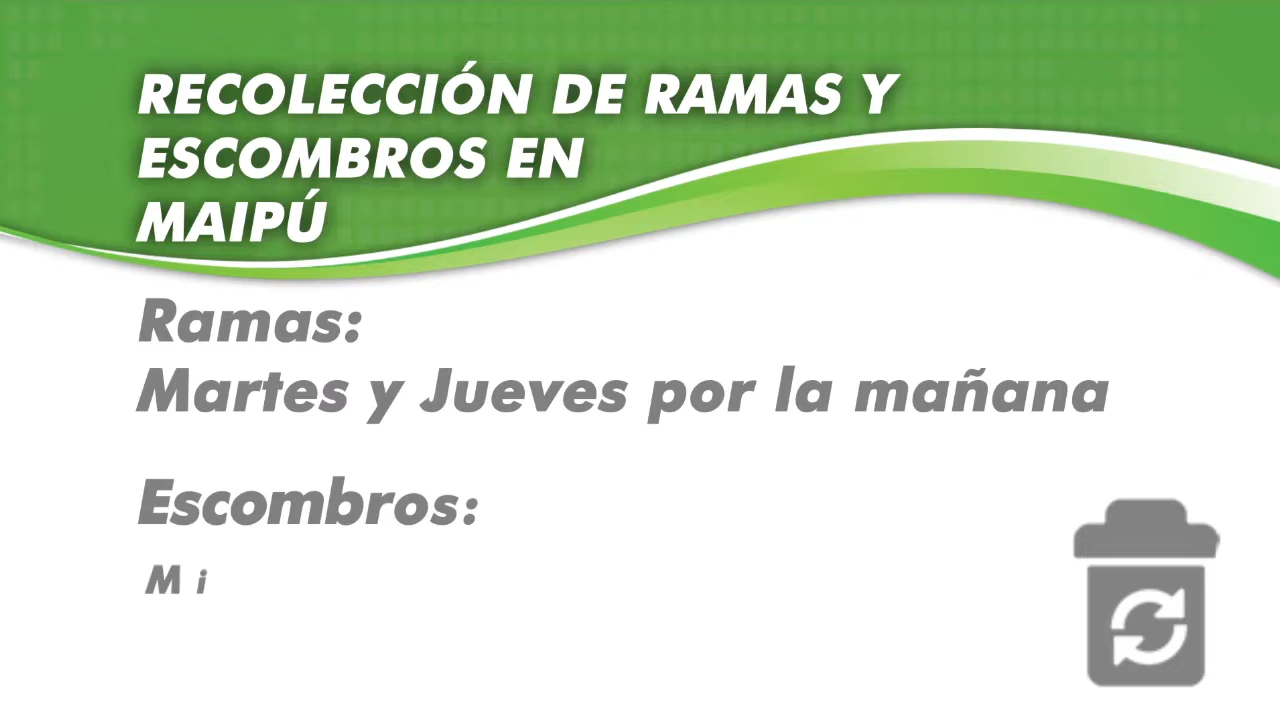 RECOLECCIÓN DE RAMAS Y
ESCOMBROS EN
MAIPÚ
Ramas:
Martes y Jueves por la mañana
Escombros:
M i